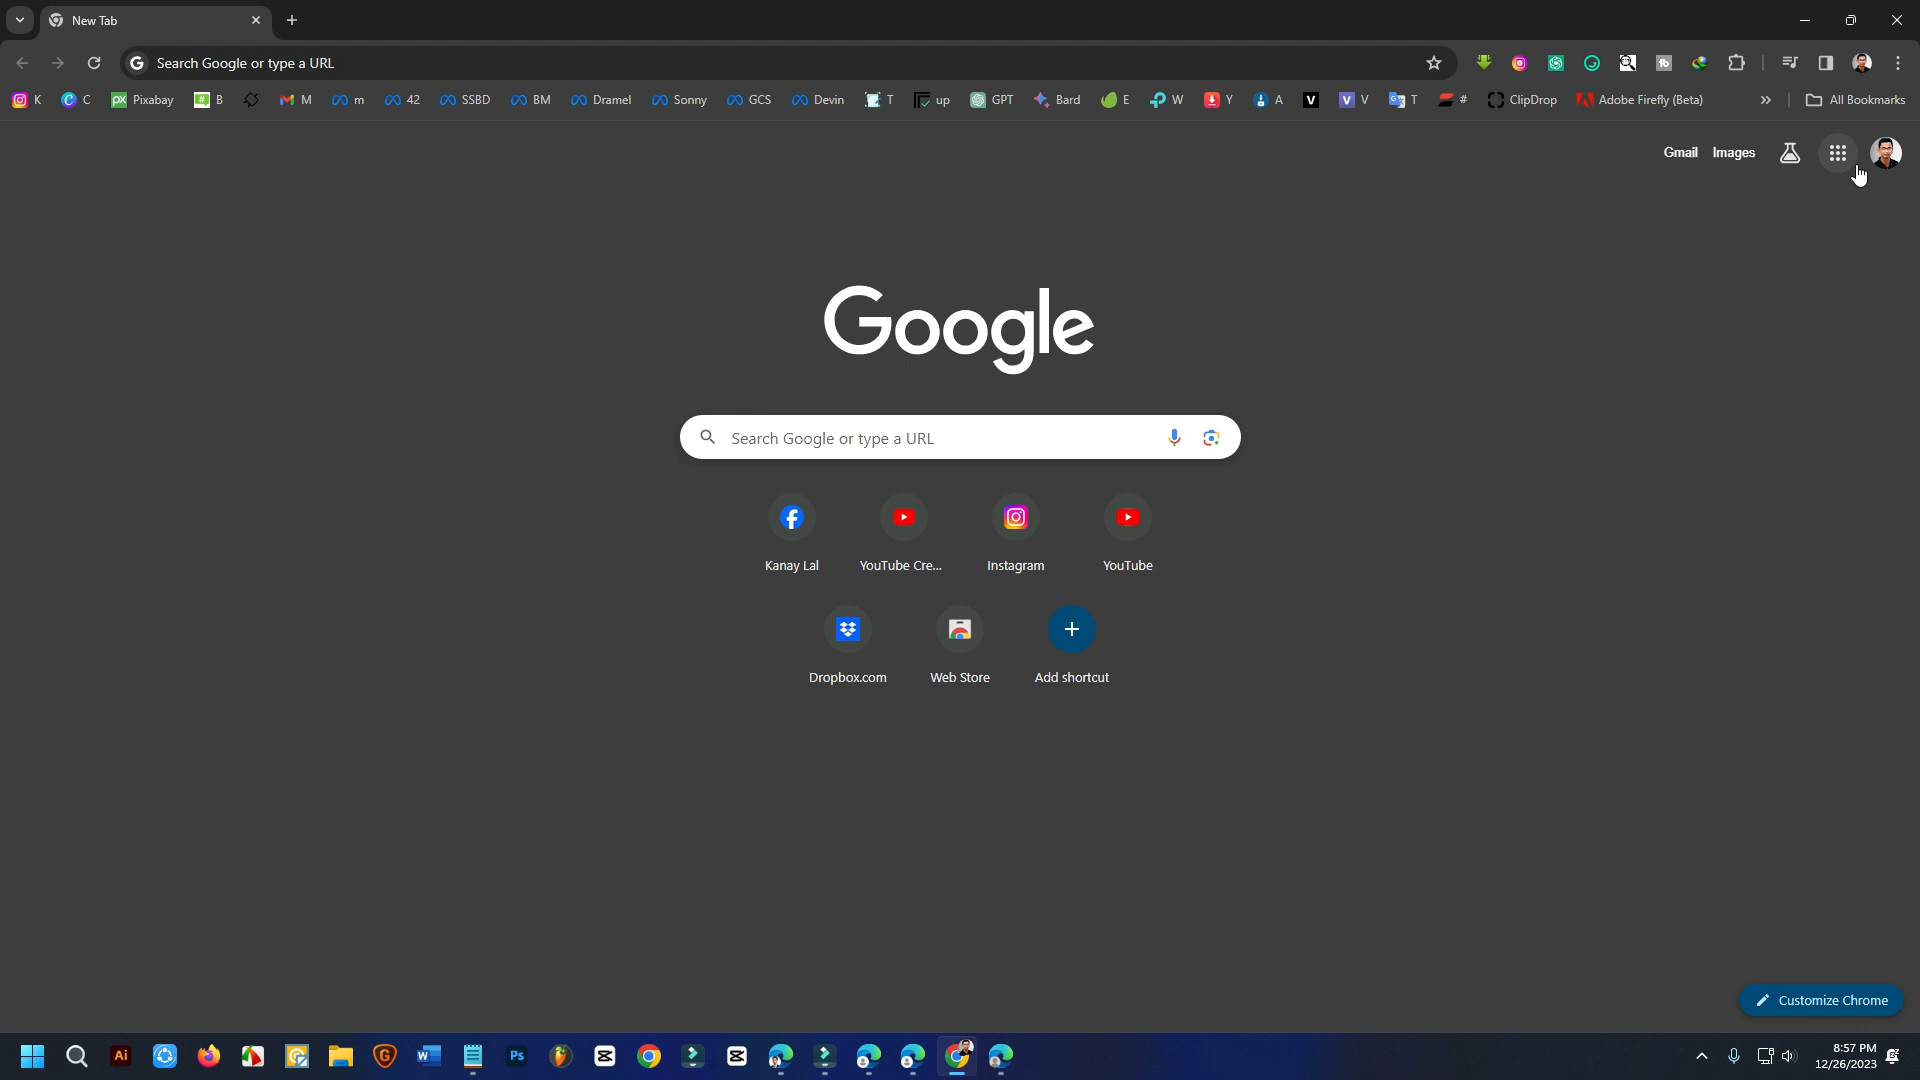 New Tab
Search Google or type a URL
K C Pixabay B M m 42 SSBD BM Dramel Sonny GCS Devin T up GPT Bard E W Y A V T # ClipDrop Adobe Firefly (Beta) » All Bookmarks
Gmail Images
Google
Search Google or type a URL
Kanay Lal YouTube Cre... Instagram YouTube
Dropbox.com Web Store Add shortcut
Customize Chrome
8:57 PM
12/26/2023